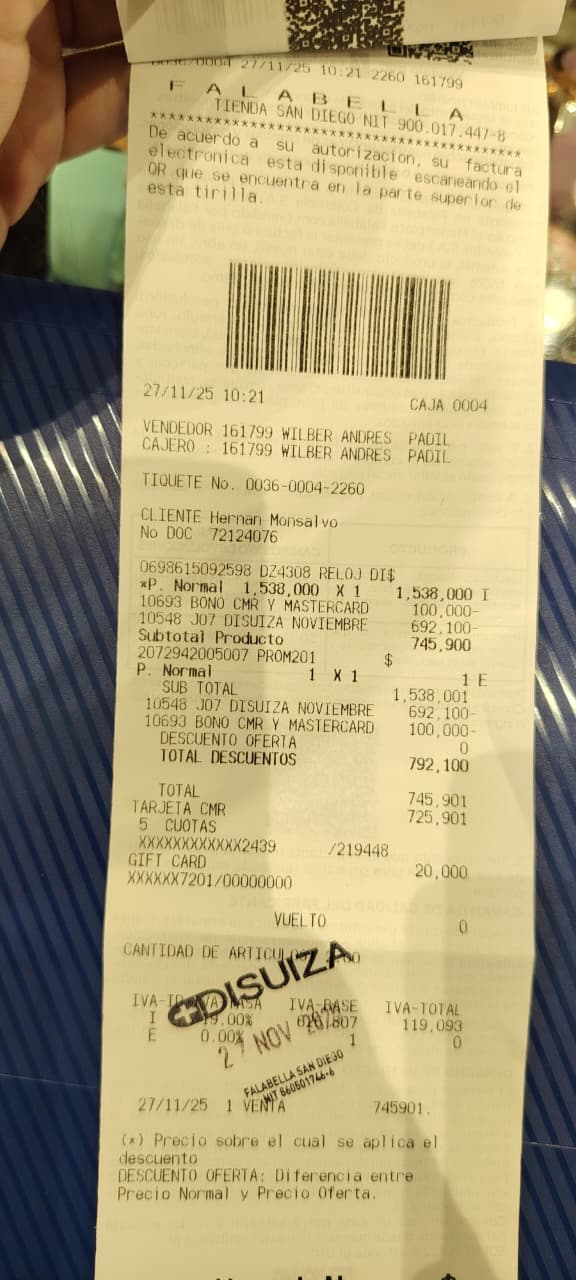 0036/0004 27/11/25 10:21 2260 161799
F A L A B E L L A
TIENDA SAN DIEGO NIT 900.017.447-8
****************************************
De acuerdo a su autorizacion, su factura
electronica esta disponible escaneando el
QR que se encuentra en la parte superior de
esta tirilla.
27/11/25 10:21 CAJA 0004
VENDEDOR 161799 WILBER ANDRES PADIL
CAJERO : 161799 WILBER ANDRES PADIL
TIQUETE No. 0036-0004-2260
CLIENTE Hernan Monsalvo
No DOC 72124076
0698615092598 DZ4308 RELOJ DI$
*P. Normal 1,538,000 X 1 1,538,000 I
10693 BONO CMR Y MASTERCARD 100,000-
10548 J07 DISUIZA NOVIEMBRE 692,100-
Subtotal Producto 745,900
2072942005007 PROM201 $
P. Normal 1 X 1 1 E
SUB TOTAL 1,538,001
10548 J07 DISUIZA NOVIEMBRE 692,100-
10693 BONO CMR Y MASTERCARD 100,000-
DESCUENTO OFERTA 0
TOTAL DESCUENTOS 792,100
TOTAL 745,901
TARJETA CMR 725,901
5 CUOTAS
XXXXXXXXXXXX2439 /219448
GIFT CARD 20,000
XXXXXX7201/00000000
VUELTO 0
CANTIDAD DE ARTICULOS
DISUIZA
IVA-BASE IVA-TOTAL
I 19.00% 119,093
E 0.00% 1 0
27 NOV
FALABELLA SAN DIEGO
NIT 860501746-6
27/11/25 1 VENTA 745901.
(*) Precio sobre el cual se aplica el
descuento
DESCUENTO OFERTA: Diferencia entre
Precio Normal y Precio Oferta.